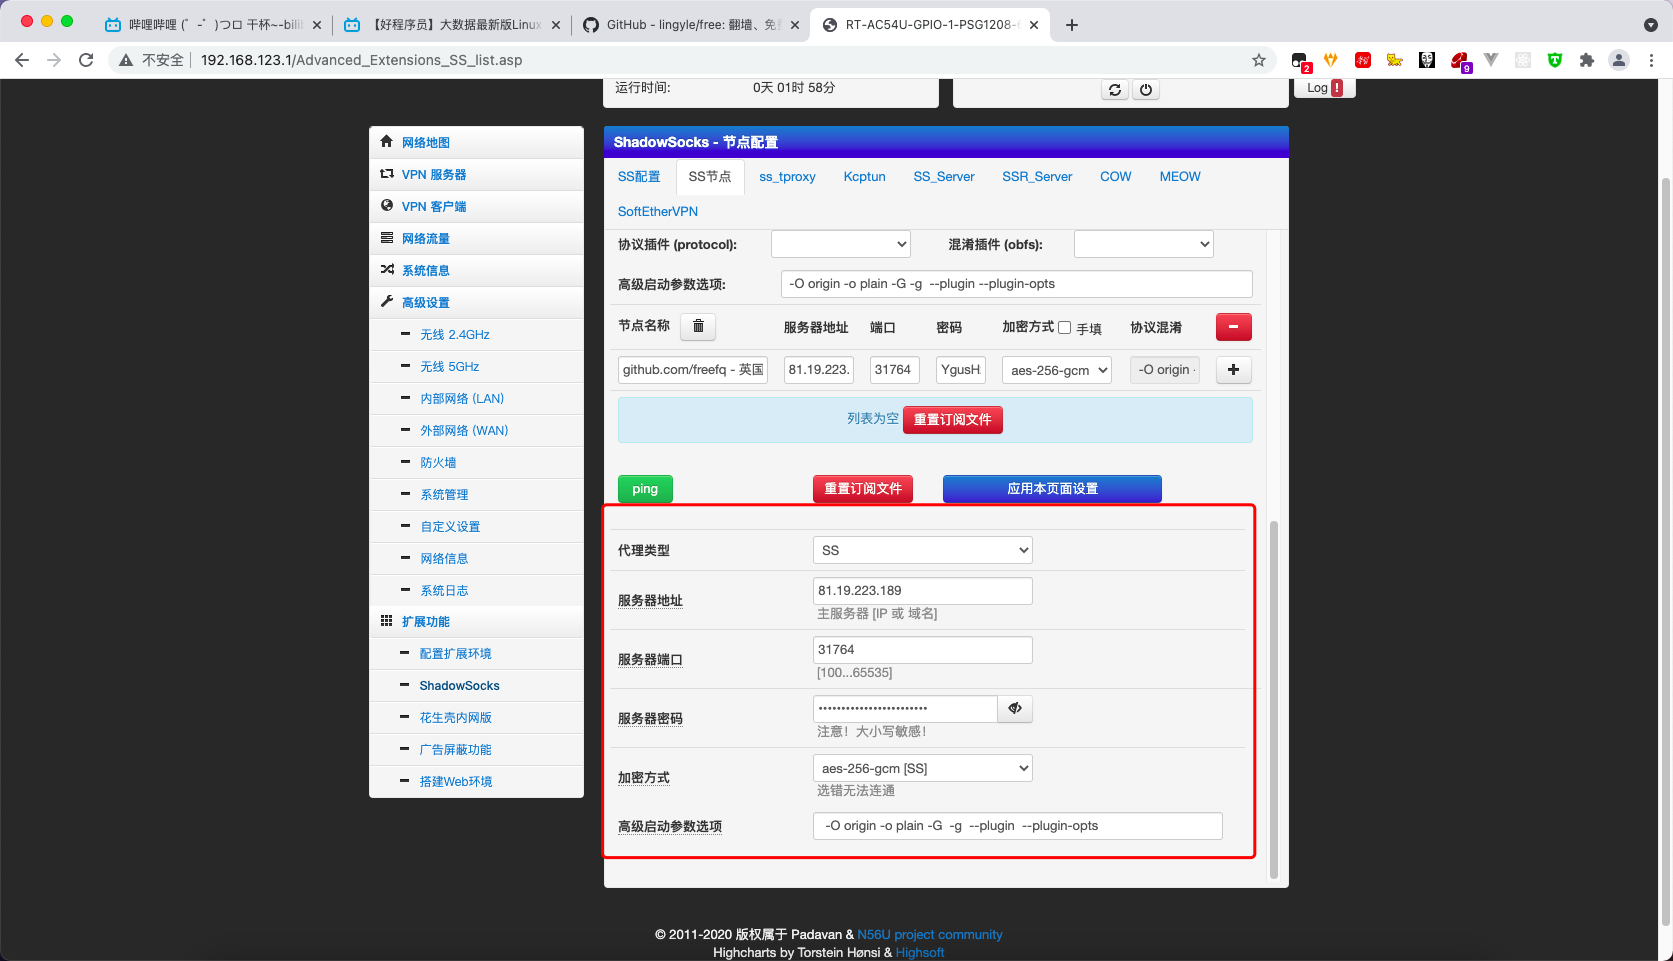 哔哩哔哩 (゜-゜)つロ 干杯~-bili
【好程序员】大数据最新版Linux
GitHub - lingyle/free: 翻墙、免
RT-AC54U-GPIO-1-PSG1208-
不安全
192.168.123.1/Advanced_Extensions_SS_list.asp
2
9
运行时间:
0天 01时 58分
Log !
网络地图
VPN 服务器
VPN 客户端
网络流量
系统信息
高级设置
无线 2.4GHz
无线 5GHz
内部网络 (LAN)
外部网络 (WAN)
防火墙
系统管理
自定义设置
网络信息
系统日志
扩展功能
配置扩展环境
ShadowSocks
花生壳内网版
广告屏蔽功能
搭建Web环境
ShadowSocks - 节点配置
SS配置
SS节点
ss_tproxy
Kcptun
SS_Server
SSR_Server
COW
MEOW
SoftEtherVPN
协议插件 (protocol):
混淆插件 (obfs):
高级启动参数选项:
-O origin -o plain -G -g  --plugin --plugin-opts
节点名称
服务器地址
端口
密码
加密方式
手填
协议混淆
github.com/freefq - 英国
81.19.223.
31764
YgusH
aes-256-gcm
-O origin
列表为空
重置订阅文件
ping
重置订阅文件
应用本页面设置
代理类型
SS
服务器地址
81.19.223.189
主服务器 [IP 或 域名]
服务器端口
31764
[100...65535]
服务器密码
注意！大小写敏感！
加密方式
aes-256-gcm [SS]
选错无法连通
高级启动参数选项
-O origin -o plain -G  -g  --plugin  --plugin-opts
© 2011-2020 版权属于 Padavan & N56U project community
Highcharts by Torstein Hønsi & Highsoft